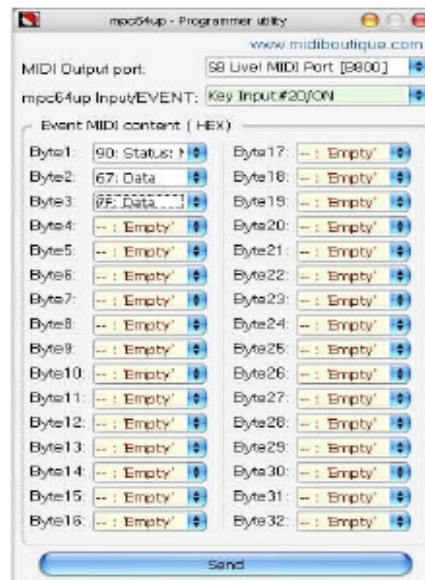 mpc64up - Programmer utility
www.midiboutique.com
MIDI Output port: SB Live! MIDI Port [B800]
mpc64up Input/EVENT: Key Input#20/ON
Event MIDI content ( HEX)
Byte1: 90: Status:
Byte17: -- : 'Empty'
Byte2: 67: Data
Byte18: -- : 'Empty'
Byte3: 7F: Data
Byte19: -- : 'Empty'
Byte4: -- : 'Empty'
Byte20: -- : 'Empty'
Byte5: -- : 'Empty'
Byte21: -- : 'Empty'
Byte6: -- : 'Empty'
Byte22: -- : 'Empty'
Byte7: -- : 'Empty'
Byte23: -- : 'Empty'
Byte8: -- : 'Empty'
Byte24: -- : 'Empty'
Byte9: -- : 'Empty'
Byte25: -- : 'Empty'
Byte10: -- : 'Empty'
Byte26: -- : 'Empty'
Byte11: -- : 'Empty'
Byte27: -- : 'Empty'
Byte12: -- : 'Empty'
Byte28: -- : 'Empty'
Byte13: -- : 'Empty'
Byte29: -- : 'Empty'
Byte14: -- : 'Empty'
Byte30: -- : 'Empty'
Byte15: -- : 'Empty'
Byte31: -- : 'Empty'
Byte16: -- : 'Empty'
Byte32: -- : 'Empty'
Send